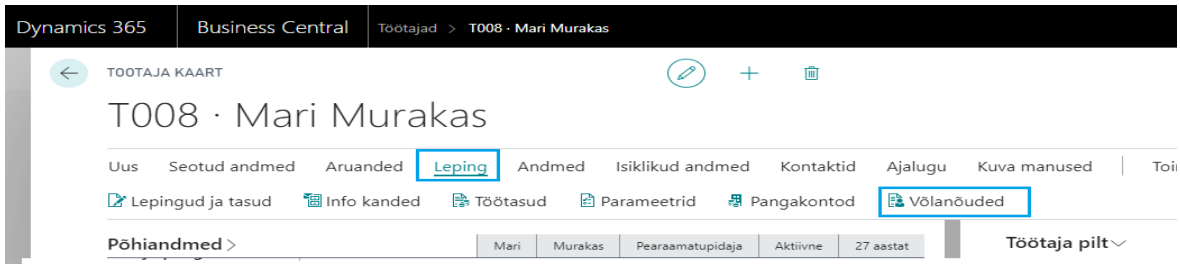 Dynamics 365 Business Central Töötajad > T008 · Mari Murakas
TÖÖTAJA KAART
T008 · Mari Murakas
Uus Seotud andmed Aruanded Leping Andmed Isiklikud andmed Kontaktid Ajalugu Kuva manused
Lepingud ja tasud Info kanded Töötasud Parameetrid Pangakontod Võlanõuded
Põhiandmed > Mari Murakas Pearaamatupidaja Aktiivne 27 aastat Töötaja pilt